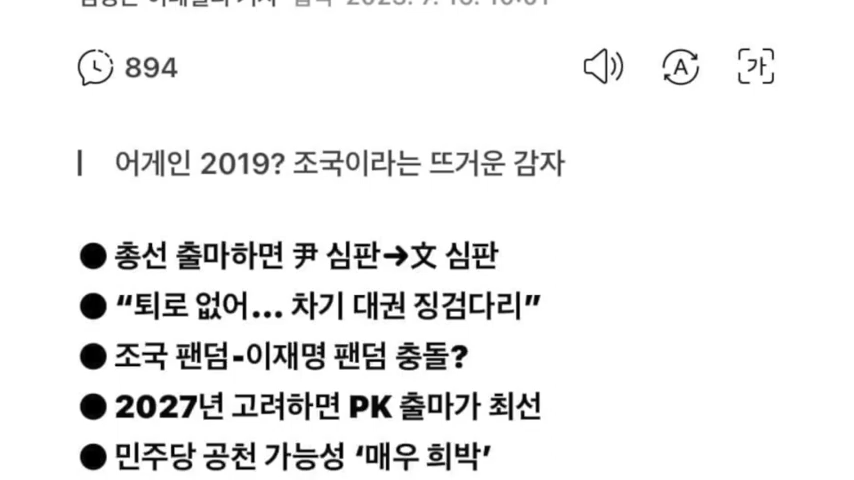 894
어게인 2019? 조국이라는 뜨거운 감자
● 총선 출마하면 尹 심판➔文 심판
● “퇴로 없어... 차기 대권 징검다리”
● 조국 팬덤-이재명 팬덤 충돌?
● 2027년 고려하면 PK 출마가 최선
● 민주당 공천 가능성 ‘매우 희박’